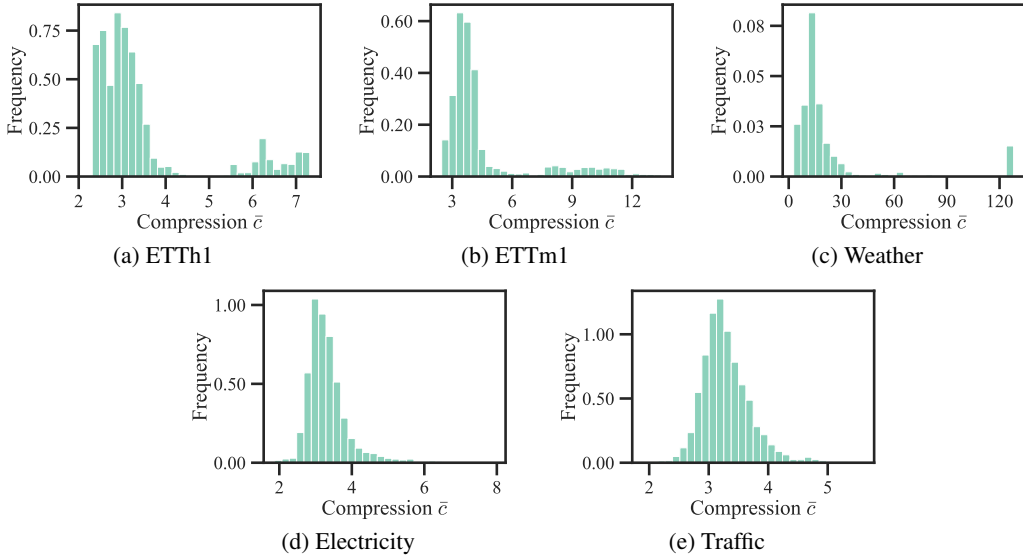 0.75
0.50
0.25
0.00
Frequency
2 3 4 5 6 7
Compression c̄
(a) ETTh1
0.60
0.40
0.20
0.00
Frequency
3 6 9 12
Compression c̄
(b) ETTm1
0.08
0.05
0.03
0.00
Frequency
0 30 60 90 120
Compression c̄
(c) Weather
1.00
0.50
0.00
Frequency
2 4 6 8
Compression c̄
(d) Electricity
1.00
0.50
0.00
Frequency
2 3 4 5
Compression c̄
(e) Traffic